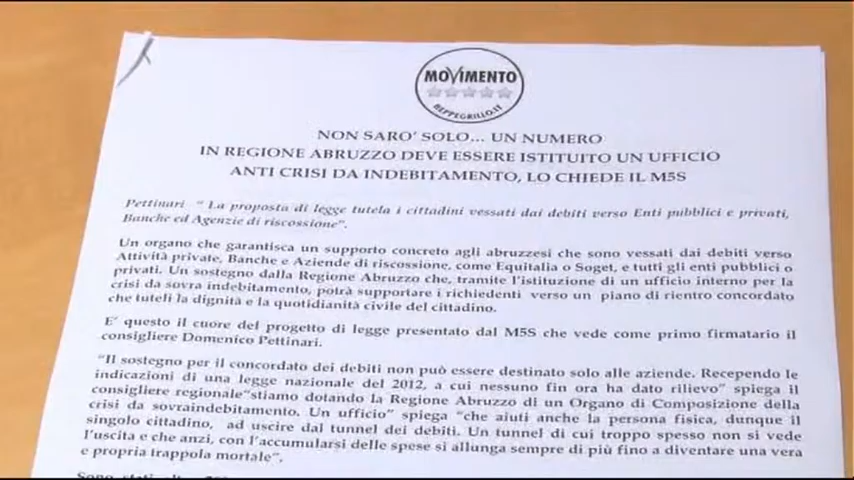 MOVIMENTO
BEPPEGRILLO.IT
NON SARO' SOLO... UN NUMERO
IN REGIONE ABRUZZO DEVE ESSERE ISTITUITO UN UFFICIO
ANTI CRISI DA INDEBITAMENTO, LO CHIEDE IL M5S
Pettinari " La proposta di legge tutela i cittadini vessati dai debiti verso Enti pubblici e privati,
Banche ed Agenzie di riscossione".
Un organo che garantisca un supporto concreto agli abruzzesi che sono vessati dai debiti verso
Attività private, Banche e Aziende di riscossione, come Equitalia o Soget, e tutti gli enti pubblici o
privati. Un sostegno dalla Regione Abruzzo che, tramite l'istituzione di un ufficio interno per la
crisi da sovra indebitamento, potrà supportare i richiedenti verso un piano di rientro concordato
che tuteli la dignità e la quotidianità civile del cittadino.
E' questo il cuore del progetto di legge presentato dal M5S che vede come primo firmatario il
consigliere Domenico Pettinari.
"Il sostegno per il concordato dei debiti non può essere destinato solo alle aziende. Recependo le
indicazioni di una legge nazionale del 2012, a cui nessuno fin ora ha dato rilievo" spiega il
consigliere regionale"stiamo dotando la Regione Abruzzo di un Organo di Composizione della
crisi da sovraindebitamento. Un ufficio" spiega "che aiuti anche la persona fisica, dunque il
singolo cittadino, ad uscire dal tunnel dei debiti. Un tunnel di cui troppo spesso non si vede
l'uscita e che anzi, con l'accumularsi delle spese si allunga sempre di più fino a diventare una vera
e propria trappola mortale".